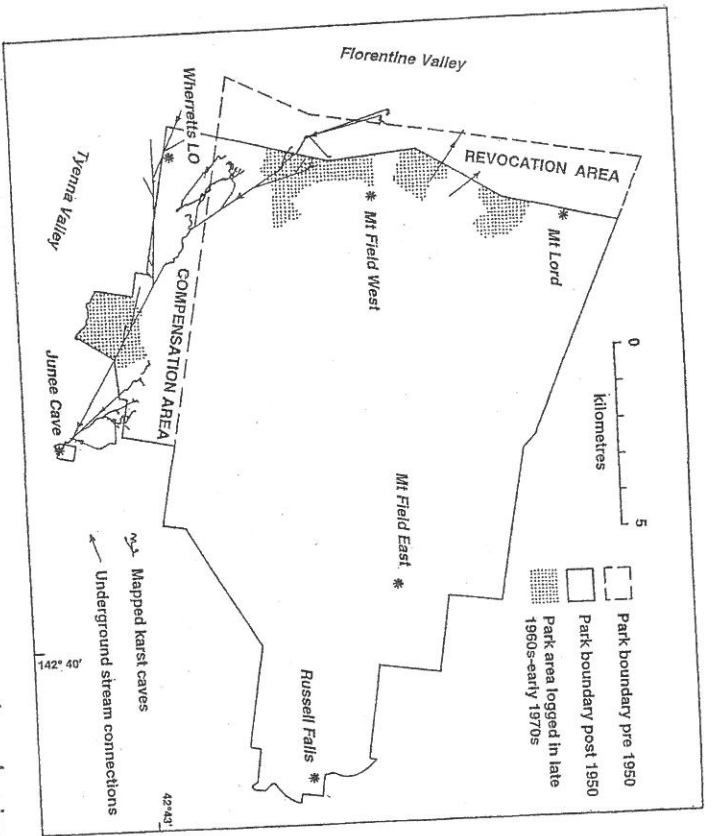 Florentine Valley
REVOCATION AREA
Mt Lord
0
5
kilometres
Park boundary pre 1950
Park boundary post 1950
Park area logged in late
1960s-early 1970s
Wherretts LO
Mt Field West
Tyenna Valley
COMPENSATION AREA
Junee Cave
Mt Field East
Russell Falls
Mapped karst caves
Underground stream connections
142° 40'
42°43'